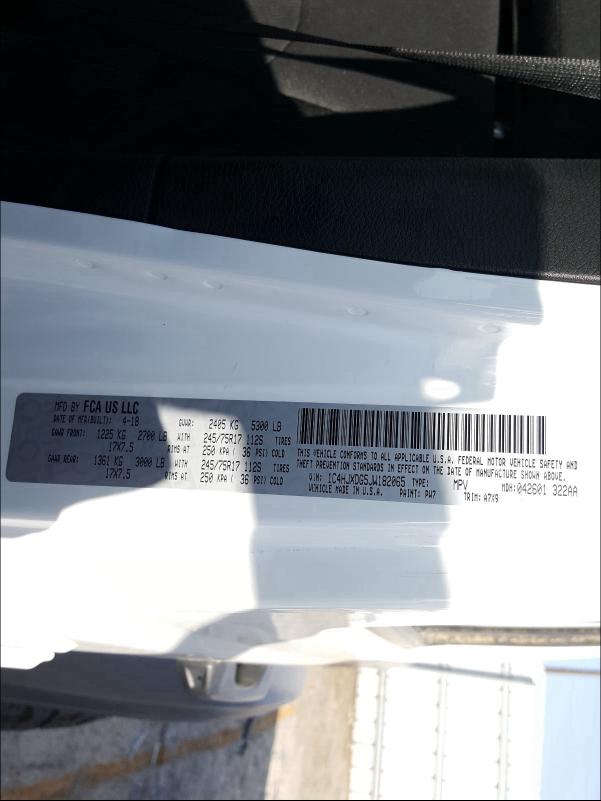 MFD BY FCA US LLC
DATE OF MFR(BUILT): 4-18 GVWR: 2405 KG 5300 LB
GAWR FRONT: 1225 KG 2700 LB WITH 245/75R17 112S TIRES
17X7.5 RIMS AT 250 KPA ( 36 PSI) COLD
GAWR REAR: 1361 KG 3000 LB WITH 245/75R17 112S TIRES
17X7.5 RIMS AT 250 KPA ( 36 PSI) COLD
THIS VEHICLE CONFORMS TO ALL APPLICABLE U.S.A. FEDERAL MOTOR VEHICLE SAFETY AND
THEFT PREVENTION STANDARDS IN EFFECT ON THE DATE OF MANUFACTURE SHOWN ABOVE.
VIN: 1C4HJXDG5JW182065 TYPE: MPV MDH: 042601 322AA
VEHICLE MADE IN U.S.A. PAINT: PW7 TRIM: A7X9